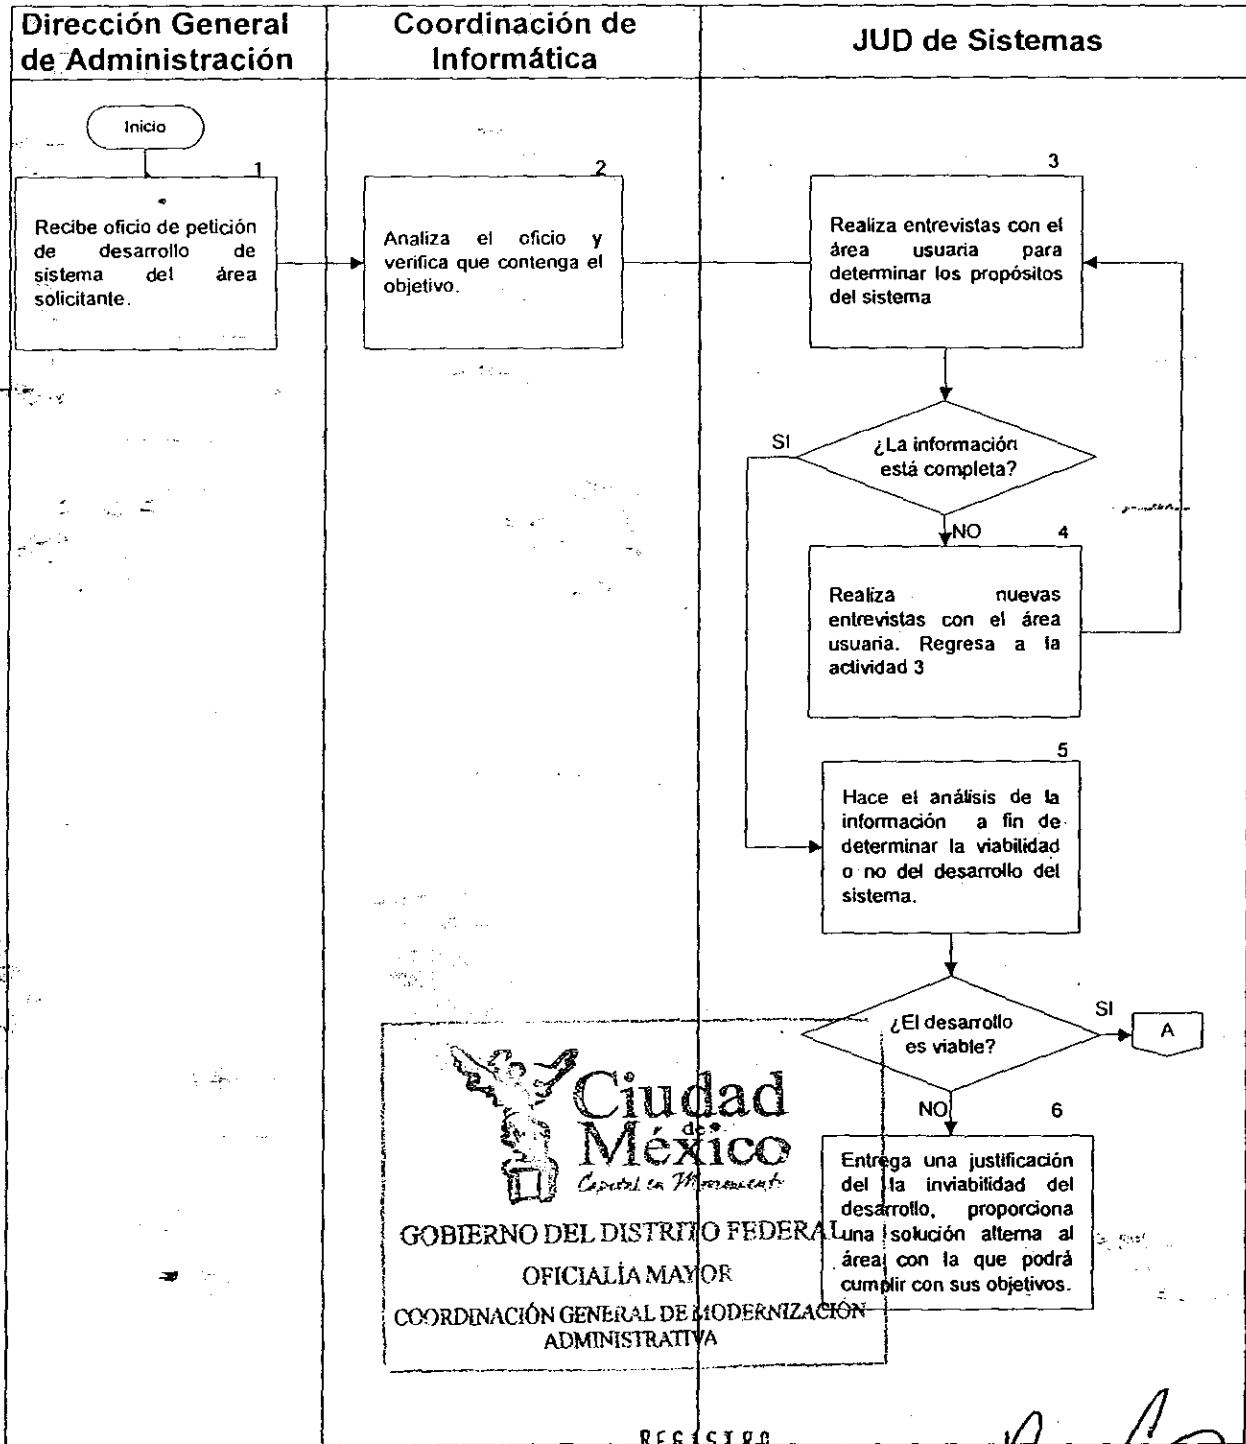 Dirección General
de Administración
Coordinación de
Informática
JUD de Sistemas
Inicio
1
Recibe oficio de petición
de desarrollo de
sistema del área
solicitante.
2
Analiza el oficio y
verifica que contenga el
objetivo.
3
Realiza entrevistas con el
área usuaria para
determinar los propósitos
del sistema
¿La información
está completa?
SI
NO
4
Realiza nuevas
entrevistas con el área
usuaria. Regresa a la
actividad 3
5
Hace el análisis de la
información a fin de
determinar la viabilidad
o no del desarrollo del
sistema.
¿El desarrollo
es viable?
SI
A
NO
6
Entrega una justificación
del la inviabilidad del
desarrollo, proporciona
una solución alterna al
área con la que podrá
cumplir con sus objetivos.
Ciudad
de
México
Capital en Movimiento
GOBIERNO DEL DISTRITO FEDERAL
OFICIALÍA MAYOR
COORDINACIÓN GENERAL DE MODERNIZACIÓN
ADMINISTRATIVA
REGISTRO